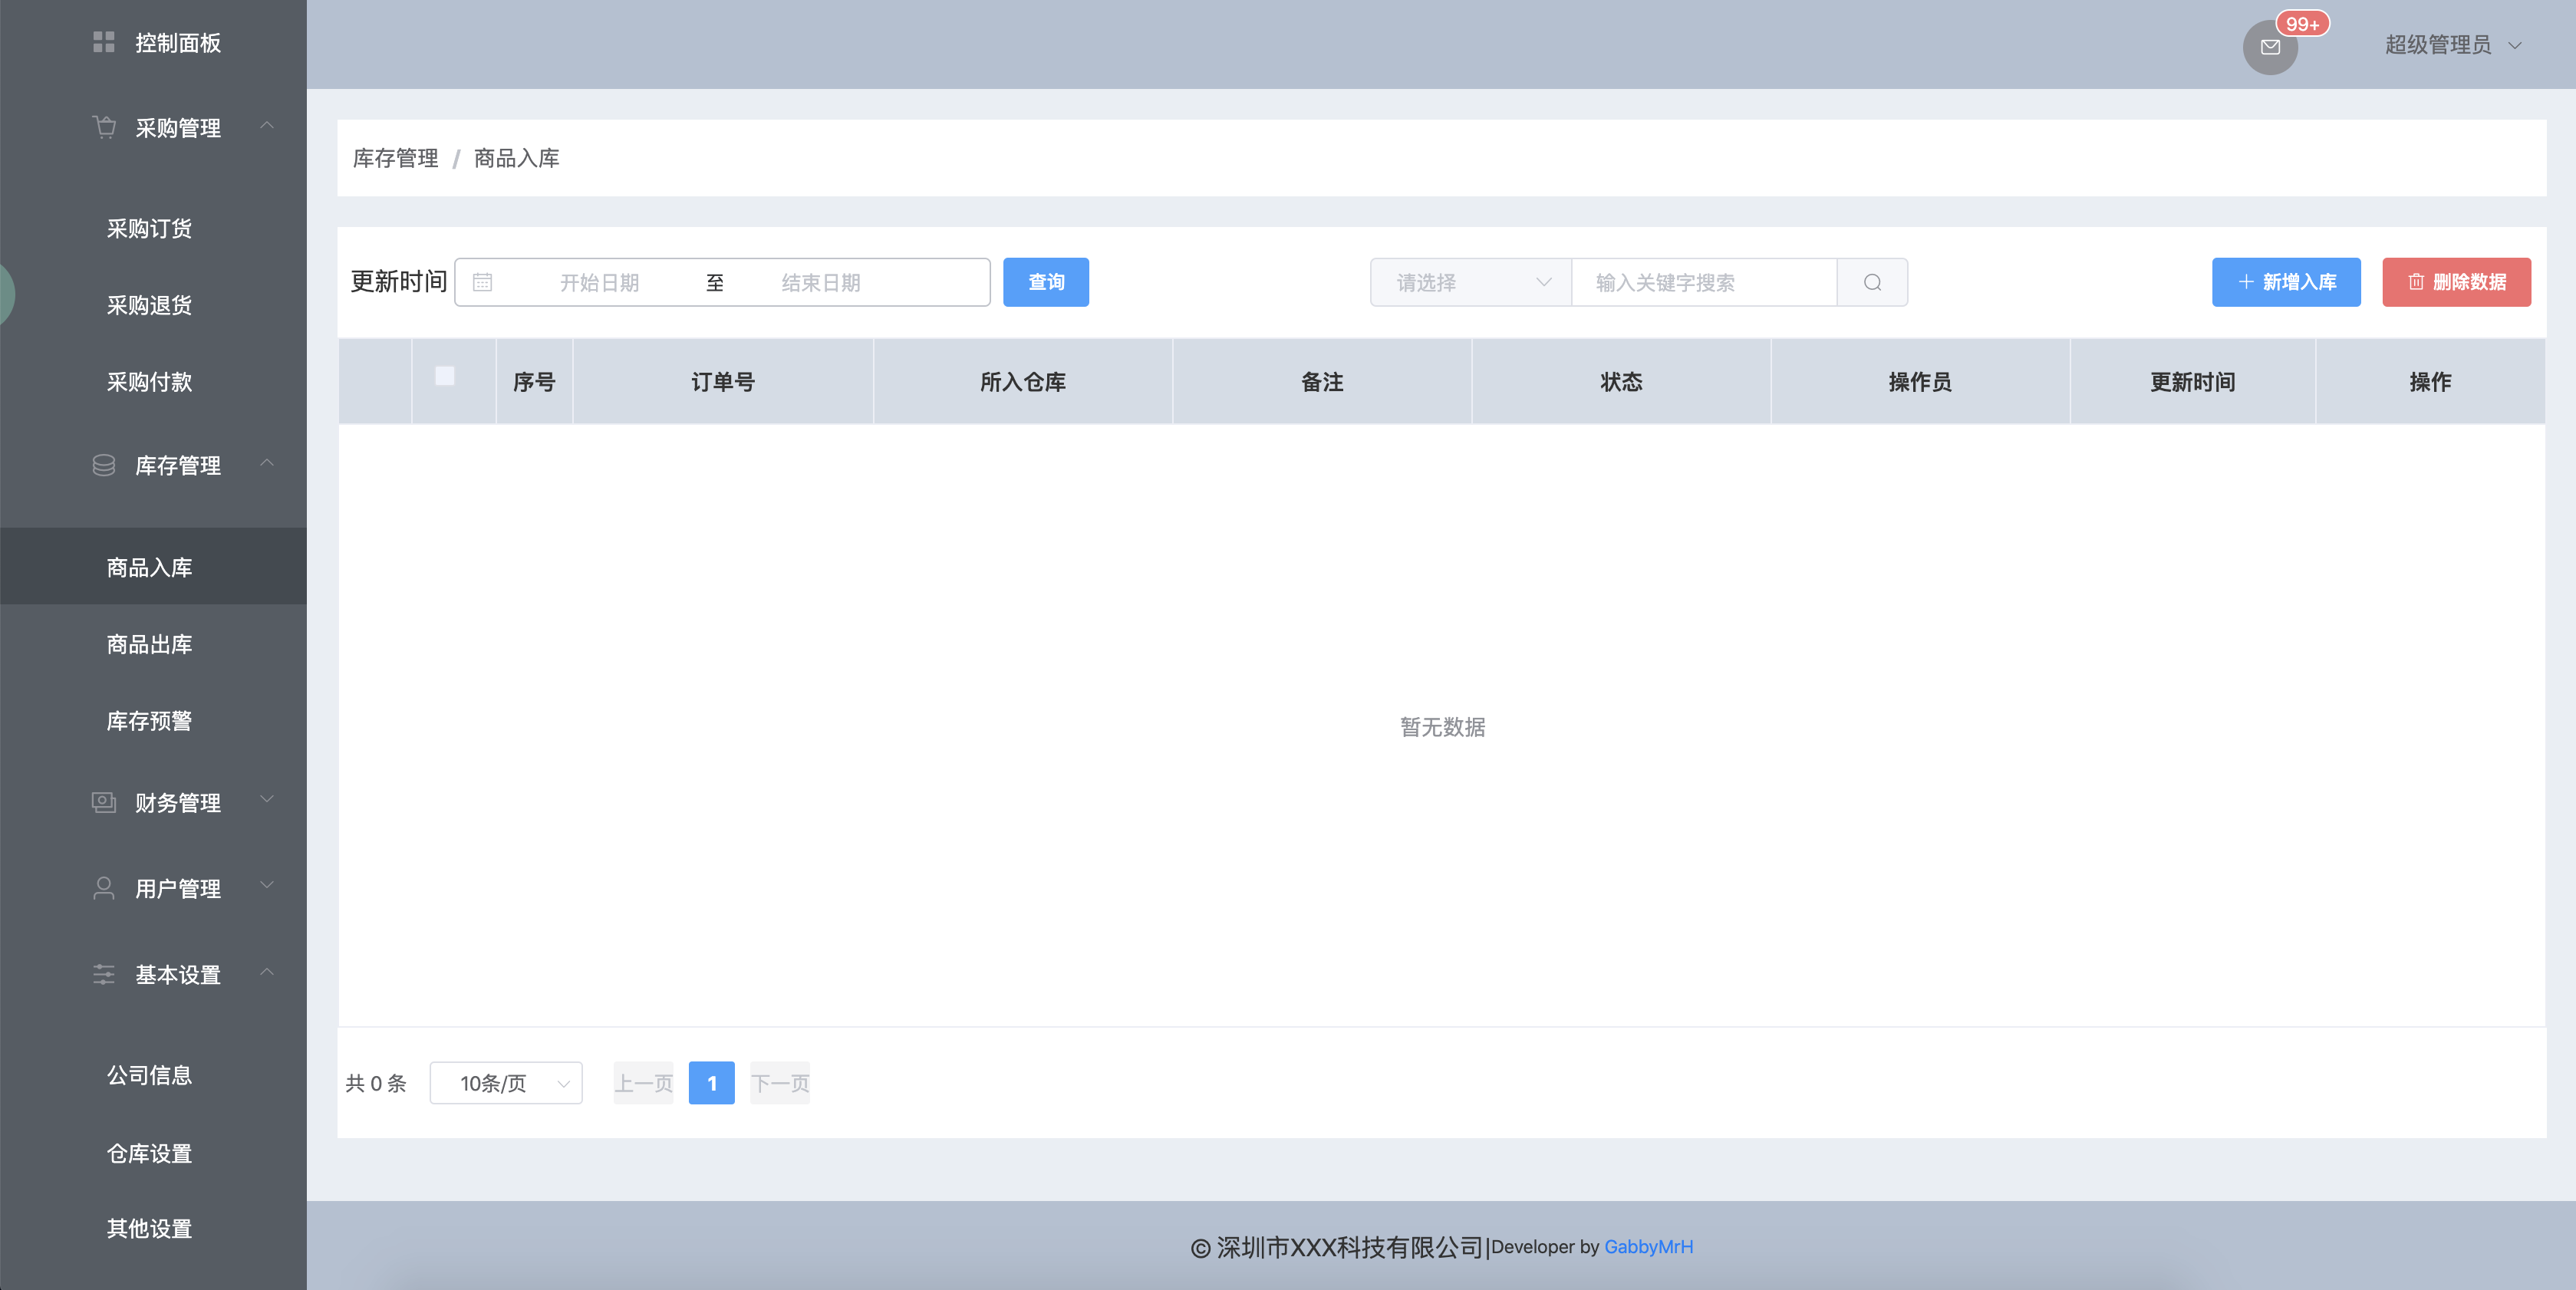 控制面板
采购管理
采购订货
采购退货
采购付款
库存管理
商品入库
商品出库
库存预警
财务管理
用户管理
基本设置
公司信息
仓库设置
其他设置
99+
超级管理员
库存管理 / 商品入库
更新时间 开始日期 至 结束日期 查询 请选择 输入关键字搜索 新增入库 删除数据
序号 订单号 所入仓库 备注 状态 操作员 更新时间 操作
暂无数据
共 0 条 10条/页 上一页 1 下一页
© 深圳市XXX科技有限公司|Developer by GabbyMrH